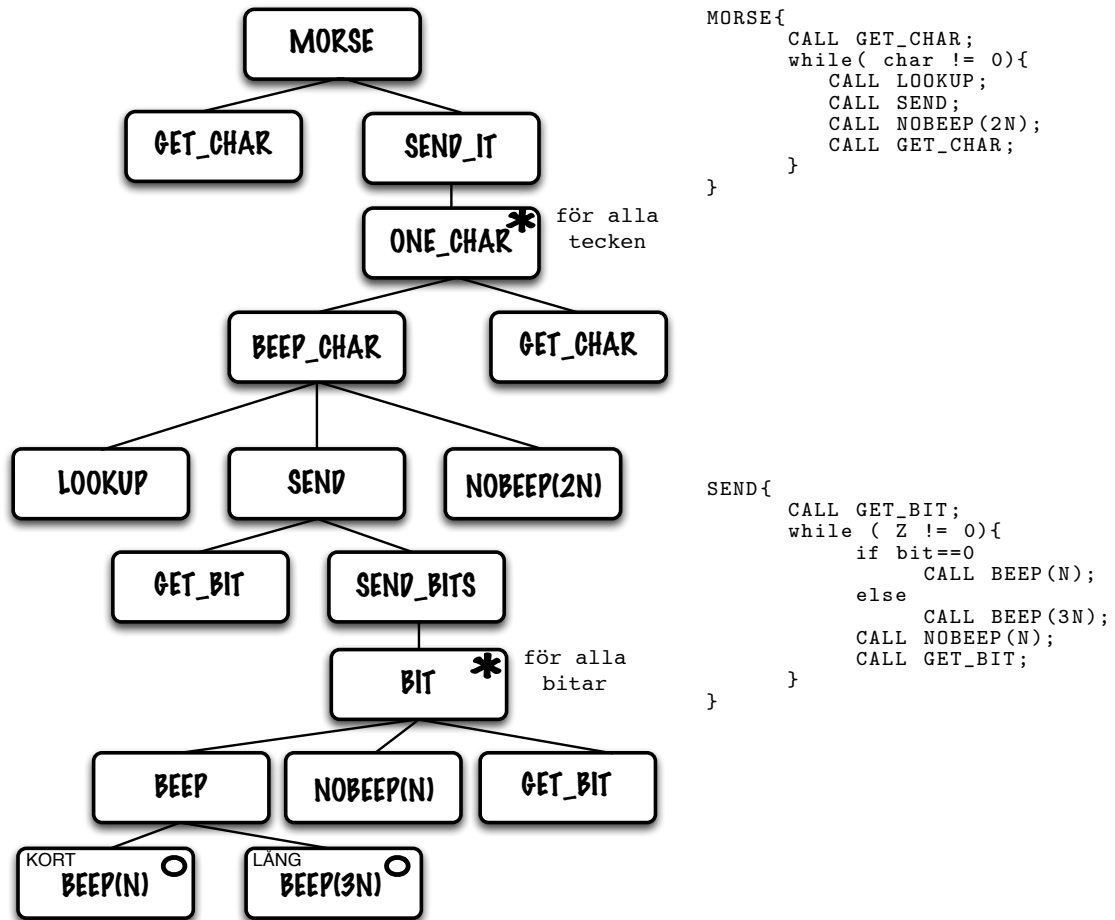 MORSE
GET_CHAR
SEND_IT
ONE_CHAR *
för alla
tecken
BEEP_CHAR
GET_CHAR
LOOKUP
SEND
NOBEEP(2N)
GET_BIT
SEND_BITS
BIT *
för alla
bitar
BEEP
NOBEEP(N)
GET_BIT
KORT
BEEP(N)
LÅNG
BEEP(3N)
MORSE{
CALL GET_CHAR;
while( char != 0){
CALL LOOKUP;
CALL SEND;
CALL NOBEEP(2N);
CALL GET_CHAR;
}
}
SEND{
CALL GET_BIT;
while ( Z != 0){
if bit==0
CALL BEEP(N);
else
CALL BEEP(3N);
CALL NOBEEP(N);
CALL GET_BIT;
}
}